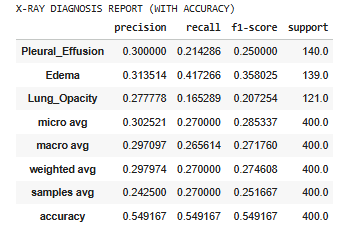 X-RAY DIAGNOSIS REPORT (WITH ACCURACY)
precision recall f1-score support
Pleural_Effusion 0.300000 0.214286 0.250000 140.0
Edema 0.313514 0.417266 0.358025 139.0
Lung_Opacity 0.277778 0.165289 0.207254 121.0
micro avg 0.302521 0.270000 0.285337 400.0
macro avg 0.297097 0.265614 0.271760 400.0
weighted avg 0.297974 0.270000 0.274608 400.0
samples avg 0.242500 0.270000 0.251667 400.0
accuracy 0.549167 0.549167 0.549167 400.0